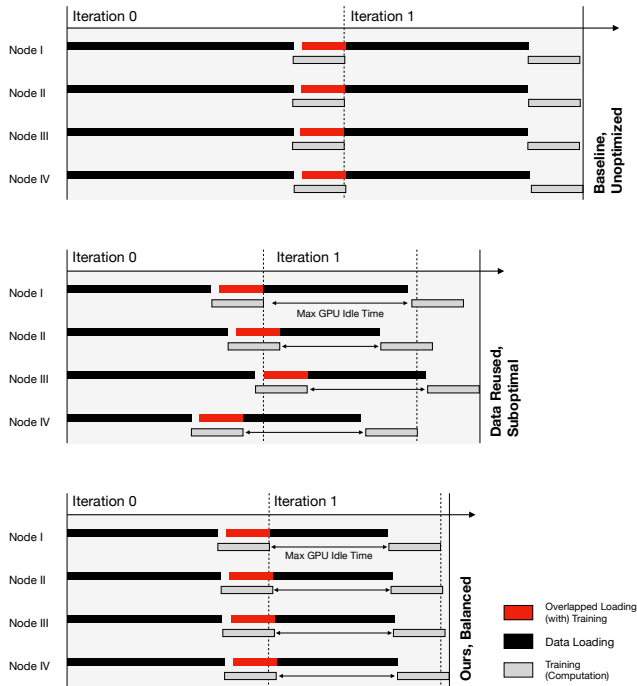 Iteration 0
Iteration 1
Node I
Node II
Node III
Node IV
Baseline,
Unoptimized
Iteration 0
Iteration 1
Node I
Max GPU Idle Time
Node II
Node III
Node IV
Data Reused,
Suboptimal
Iteration 0
Iteration 1
Node I
Max GPU Idle Time
Node II
Node III
Node IV
Ours, Balanced
Overlapped Loading
(with) Training
Data Loading
Training
(Computation)